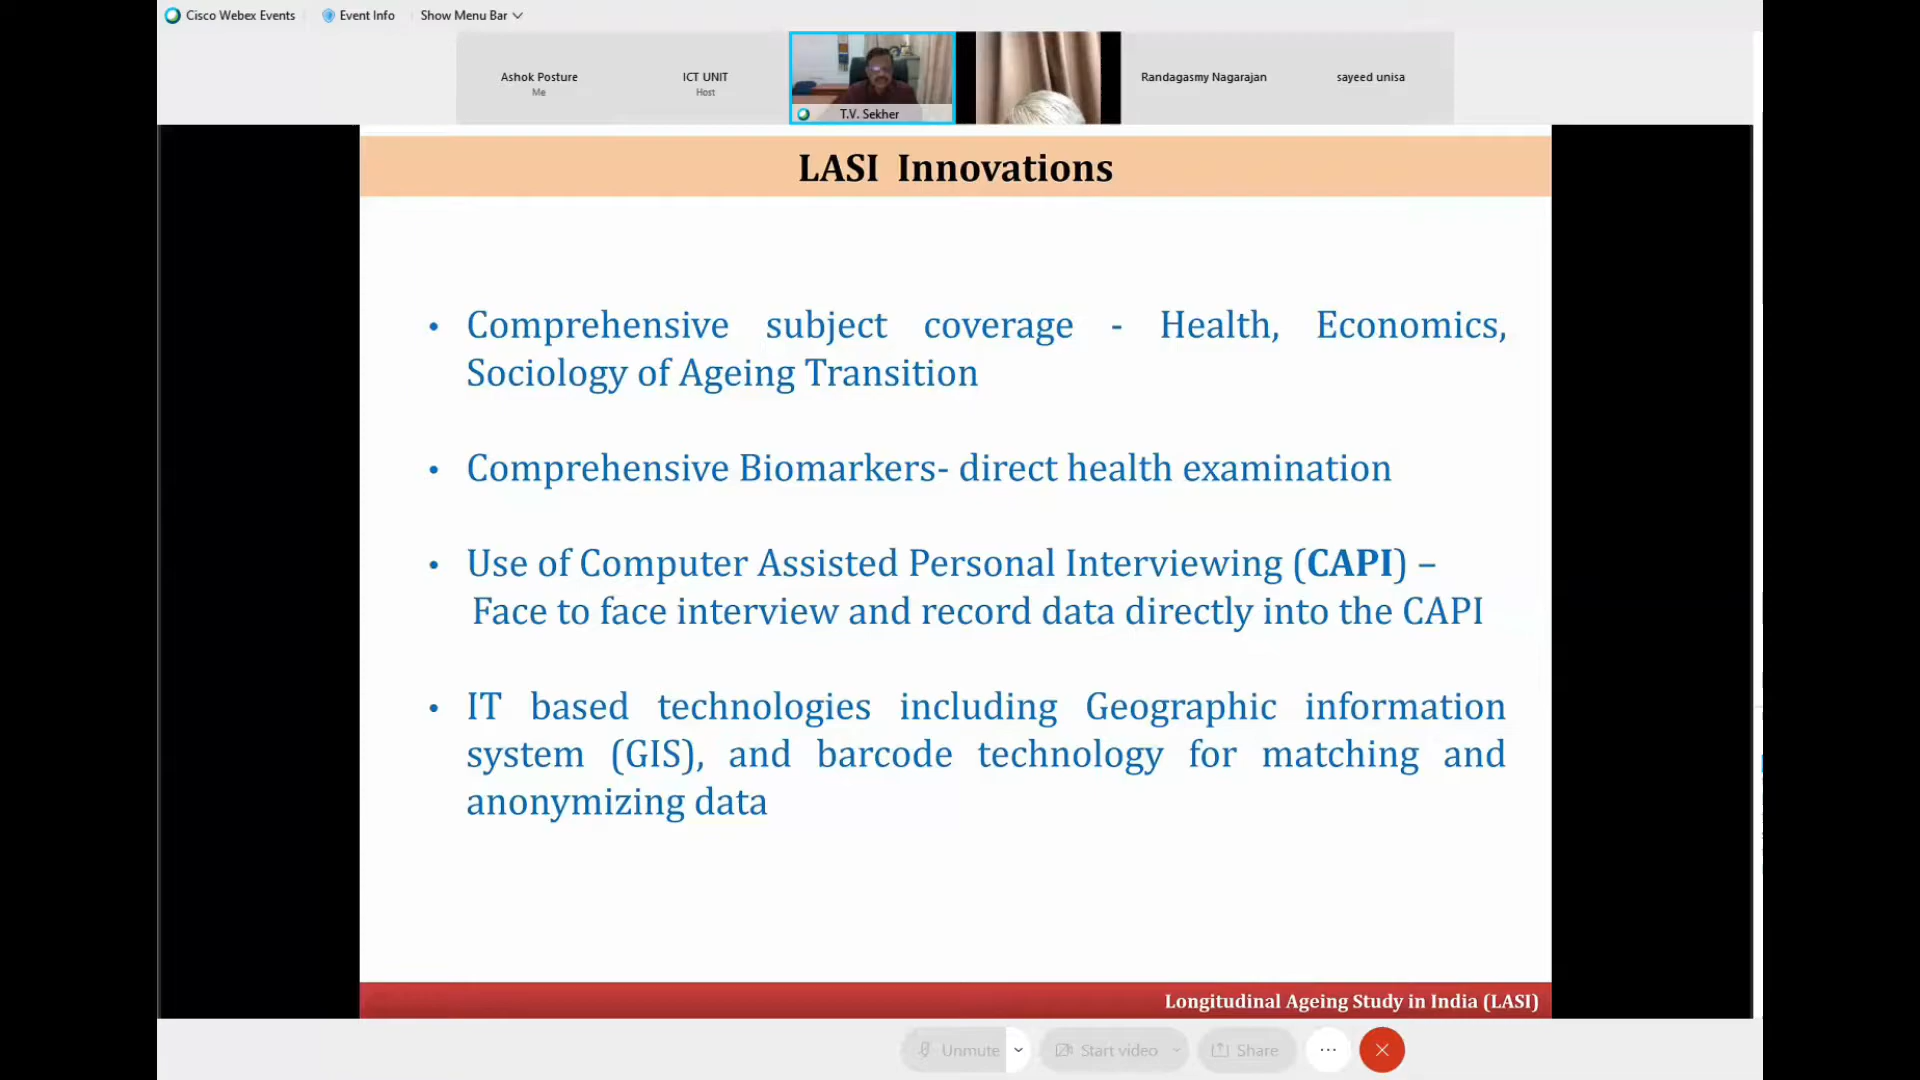 Cisco Webex Events
Event Info
Show Menu Bar
Ashok Posture
Me
ICT UNIT
Host
T.V. Sekher
Randagasmy Nagarajan
sayeed unisa
LASI Innovations
• Comprehensive subject coverage - Health, Economics,
Sociology of Ageing Transition
• Comprehensive Biomarkers- direct health examination
• Use of Computer Assisted Personal Interviewing (CAPI) –
Face to face interview and record data directly into the CAPI
• IT based technologies including Geographic information
system (GIS), and barcode technology for matching and
anonymizing data
Longitudinal Ageing Study in India (LASI)
Unmute
Start video
Share